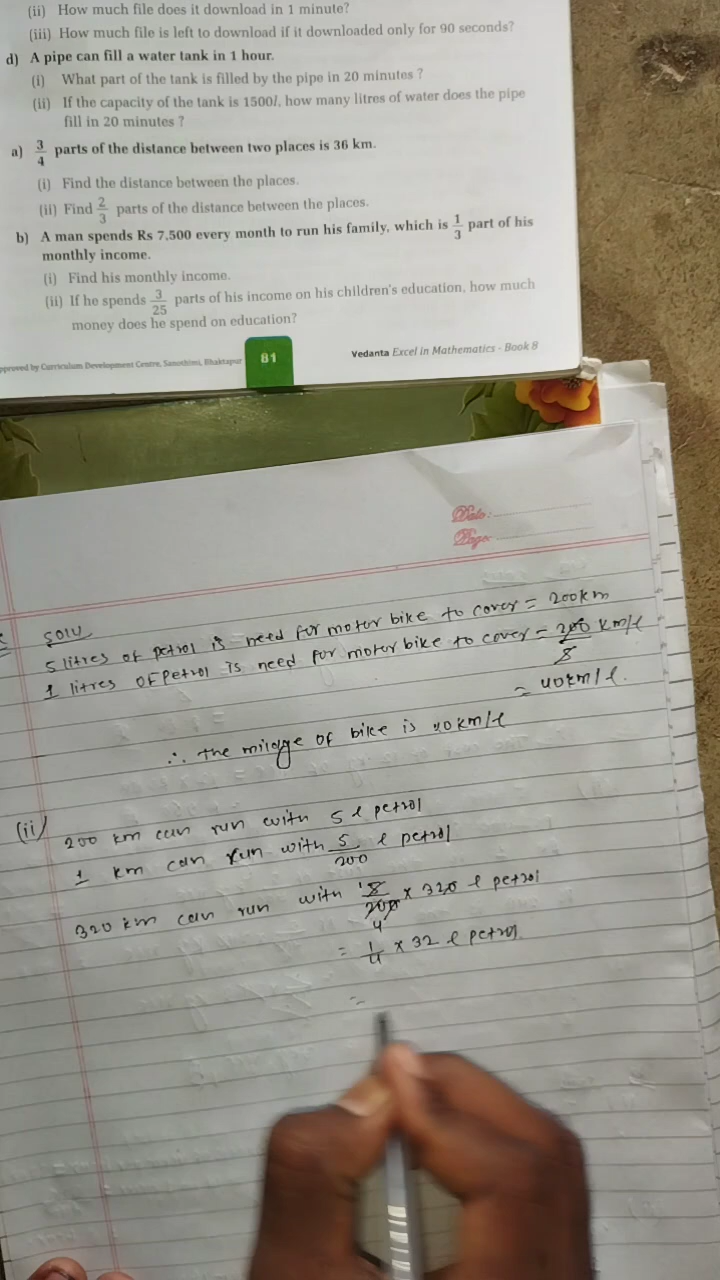 (ii) How much file does it download in 1 minute?
(iii) How much file is left to download if it downloaded only for 90 seconds?
d) A pipe can fill a water tank in 1 hour.
(i) What part of the tank is filled by the pipe in 20 minutes ?
(ii) If the capacity of the tank is 1500l, how many litres of water does the pipe
fill in 20 minutes ?
a) 3/4 parts of the distance between two places is 36 km.
(i) Find the distance between the places.
(ii) Find 2/3 parts of the distance between the places.
b) A man spends Rs 7,500 every month to run his family, which is 1/3 part of his
monthly income.
(i) Find his monthly income.
(ii) If he spends 3/25 parts of his income on his children's education, how much
money does he spend on education?
pproved by Curriculum Development Centre, Sanothimi, Bhaktapur 81 Vedanta Excel in Mathematics - Book 8
Date:
Page:
Solu
5 litres of petrol is need for motor bike to cover = 200km
1 litres of petrol is need for motor bike to cover = 200/5 km/l
= 40km/l.
∴ the milage of bike is 40km/l
(ii)
200 km can run with 5 l petrol
1 km can run with 5/200 l petrol
320 km can run with 5/200 × 320 l petrol
= 1/4 × 32 l petrol
=